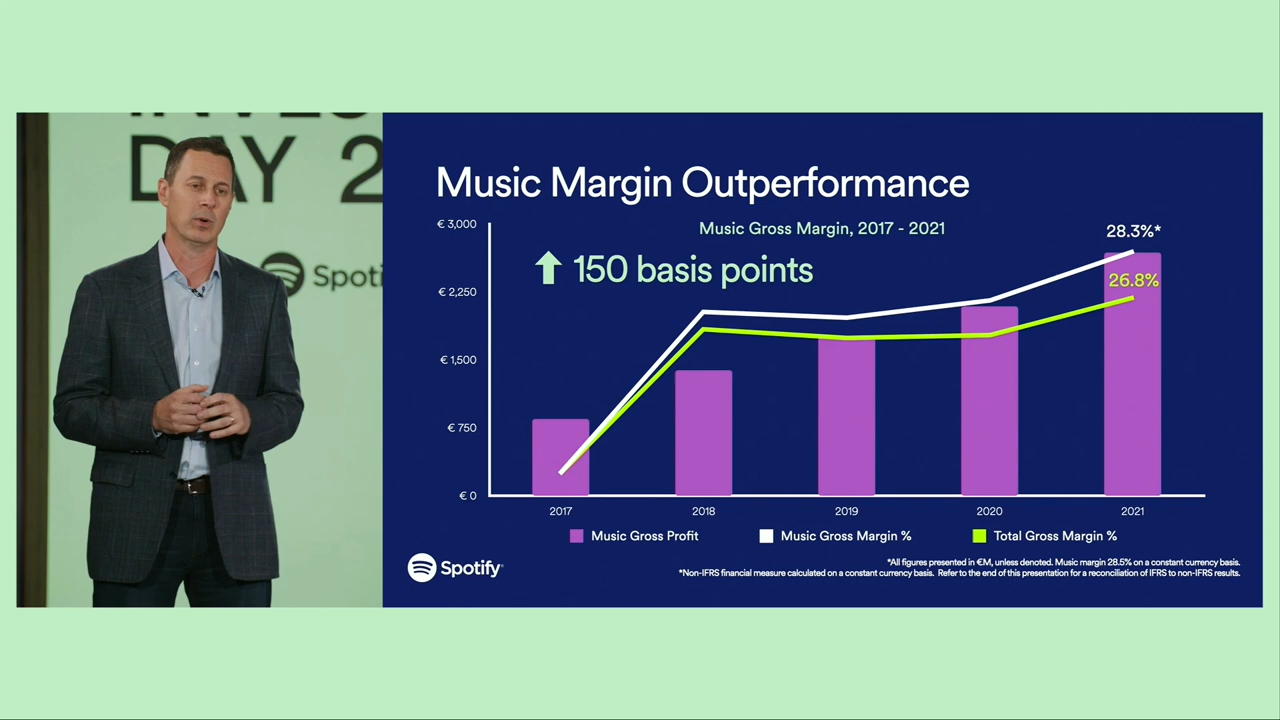 DAY 2
Spoti
Music Margin Outperformance
Music Gross Margin, 2017 - 2021
150 basis points
€ 3,000
€ 2,250
€ 1,500
€ 750
€ 0
28.3%*
26.8%
2017 2018 2019 2020 2021
Music Gross Profit Music Gross Margin % Total Gross Margin %
Spotify®
*All figures presented in €M, unless denoted. Music margin 28.5% on a constant currency basis.
*Non-IFRS financial measure calculated on a constant currency basis. Refer to the end of this presentation for a reconciliation of IFRS to non-IFRS results.